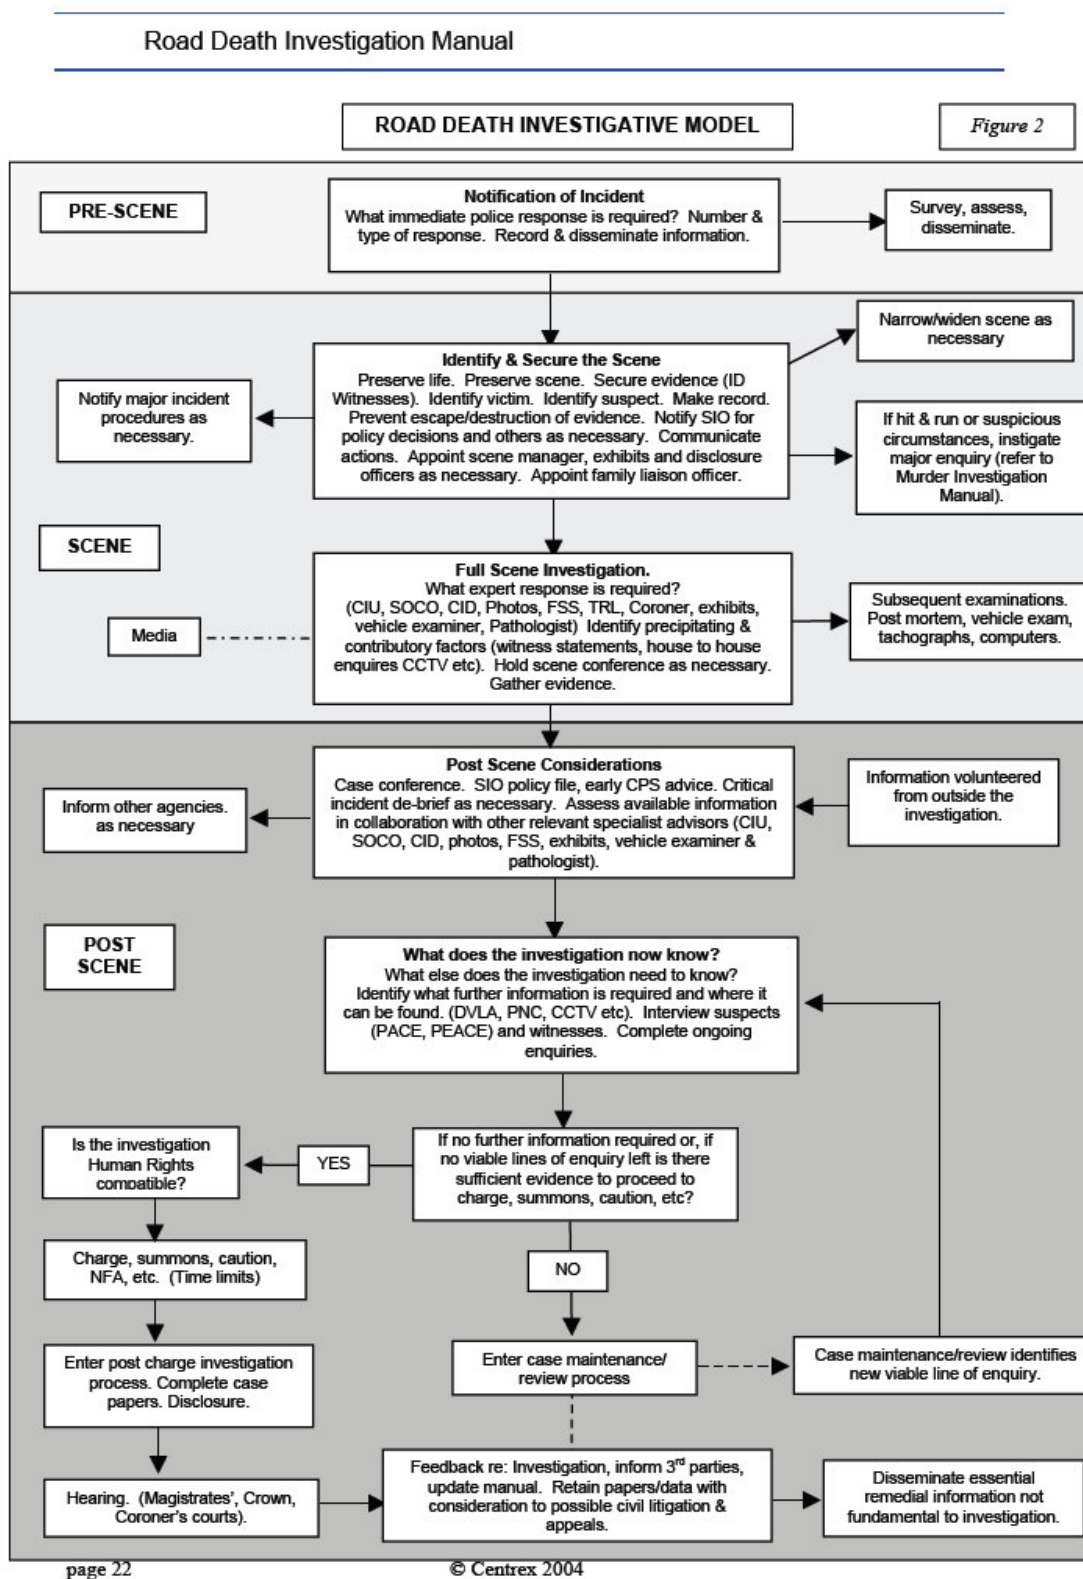 Road Death Investigation Manual
ROAD DEATH INVESTIGATIVE MODEL
Figure 2
PRE-SCENE
Notification of Incident
What immediate police response is required? Number &
type of response. Record & disseminate information.
Survey, assess,
disseminate.
Narrow/widen scene as
necessary
Identify & Secure the Scene
Preserve life. Preserve scene. Secure evidence (ID
Witnesses). Identify victim. Identify suspect. Make record.
Prevent escape/destruction of evidence. Notify SIO for
policy decisions and others as necessary. Communicate
actions. Appoint scene manager, exhibits and disclosure
officers as necessary. Appoint family liaison officer.
Notify major incident
procedures as
necessary.
If hit & run or suspicious
circumstances, instigate
major enquiry (refer to
Murder Investigation
Manual).
SCENE
Full Scene Investigation.
What expert response is required?
(CIU, SOCO, CID, Photos, FSS, TRL, Coroner, exhibits,
vehicle examiner, Pathologist) Identify precipitating &
contributory factors (witness statements, house to house
enquires CCTV etc). Hold scene conference as necessary.
Gather evidence.
Media
Subsequent examinations.
Post mortem, vehicle exam,
tachographs, computers.
Post Scene Considerations
Case conference. SIO policy file, early CPS advice. Critical
incident de-brief as necessary. Assess available information
in collaboration with other relevant specialist advisors (CIU,
SOCO, CID, photos, FSS, exhibits, vehicle examiner &
pathologist).
Inform other agencies.
as necessary
Information volunteered
from outside the
investigation.
POST
SCENE
What does the investigation now know?
What else does the investigation need to know?
Identify what further information is required and where it
can be found. (DVLA, PNC, CCTV etc). Interview suspects
(PACE, PEACE) and witnesses. Complete ongoing
enquiries.
Is the investigation
Human Rights
compatible?
YES
If no further information required or, if
no viable lines of enquiry left is there
sufficient evidence to proceed to
charge, summons, caution, etc?
Charge, summons, caution,
NFA, etc. (Time limits)
NO
Enter post charge investigation
process. Complete case
papers. Disclosure.
Enter case maintenance/
review process
Case maintenance/review identifies
new viable line of enquiry.
Hearing. (Magistrates', Crown,
Coroner's courts).
Feedback re: Investigation, inform 3rd parties,
update manual. Retain papers/data with
consideration to possible civil litigation &
appeals.
Disseminate essential
remedial information not
fundamental to investigation.
page 22
© Centrex 2004